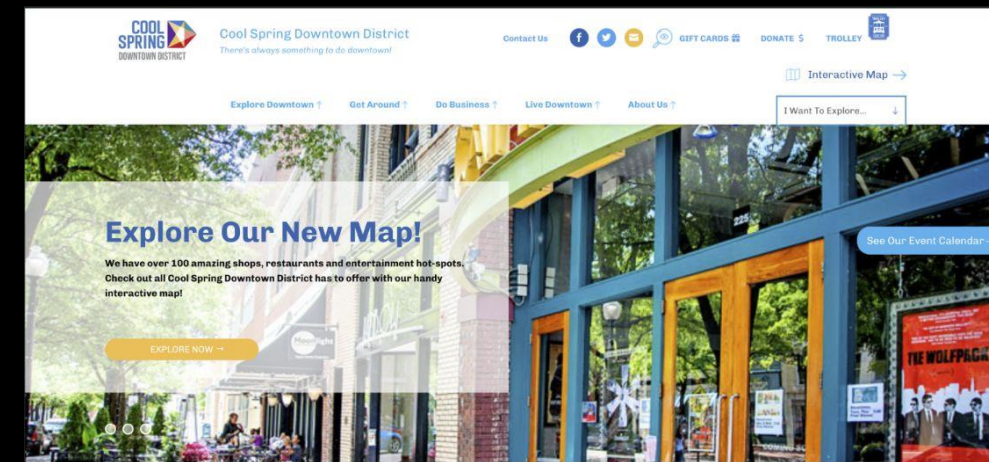 COOL
SPRING
DOWNTOWN DISTRICT
Cool Spring Downtown District
There's always something to do downtown!
Contact Us
GIFT CARDS
DONATE $
TROLLEY
Interactive Map →
Explore Downtown ↑
Get Around ↑
Do Business ↑
Live Downtown ↑
About Us ↑
I Want To Explore... ↓
Explore Our New Map!
We have over 100 amazing shops, restaurants and entertainment hot-spots.
Check out all Cool Spring Downtown District has to offer with our handy
interactive map!
EXPLORE NOW →
See Our Event Calendar
225
Moonlight
THE WOLFPACK
COMING